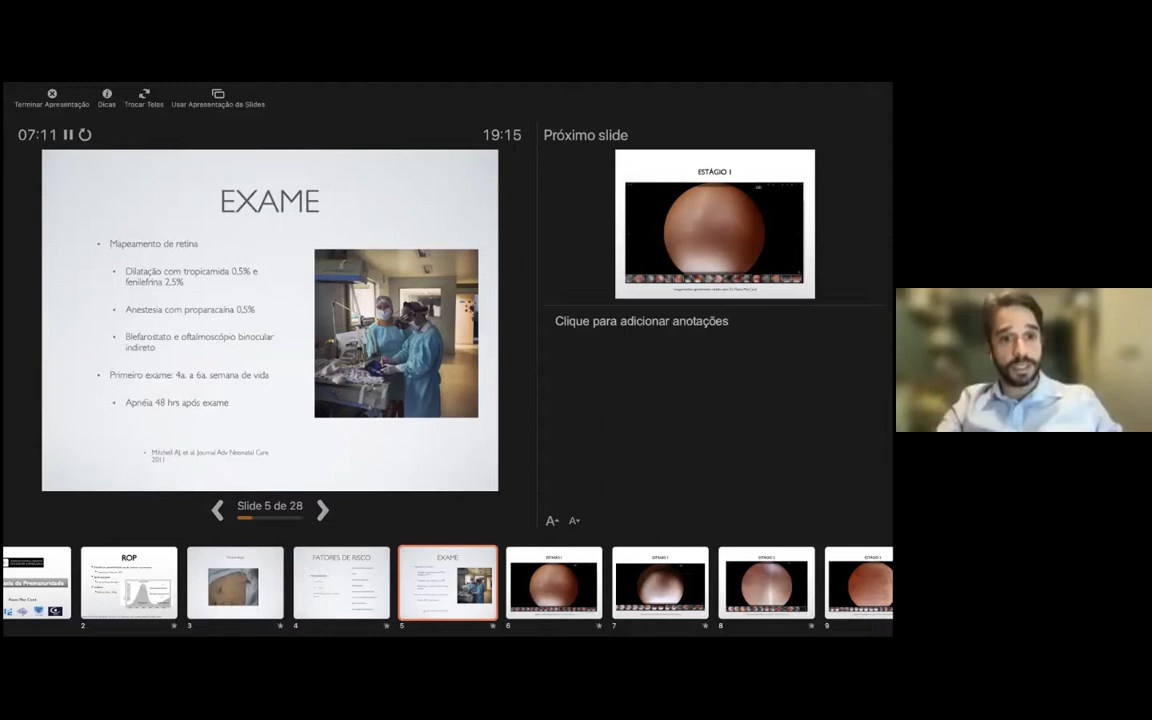 Terminar Apresentação
Dicas
Trocar Telas
Usar Apresentação de Slides
07:11
19:15
Próximo slide
EXAME
• Mapeamento de retina
• Dilatação com tropicamida 0,5% e
fenilefrina 2,5%
• Anestesia com proparacaína 0,5%
• Blefarostato e oftalmoscópio binocular
indireto
• Primeiro exame: 4a. a 6a. semana de vida
• Apnéia 48 hrs após exame
• Mitchell AJ, et al. Journal Adv Neonatal Care
2011
ESTÁGIO 1
Clique para adicionar anotações
A A
Slide 5 de 28
da Prematuridade
ROP
FATORES DE RISCO
EXAME
ESTÁGIO 1
ESTÁGIO 1
2
3
4
5
6
7
8
9